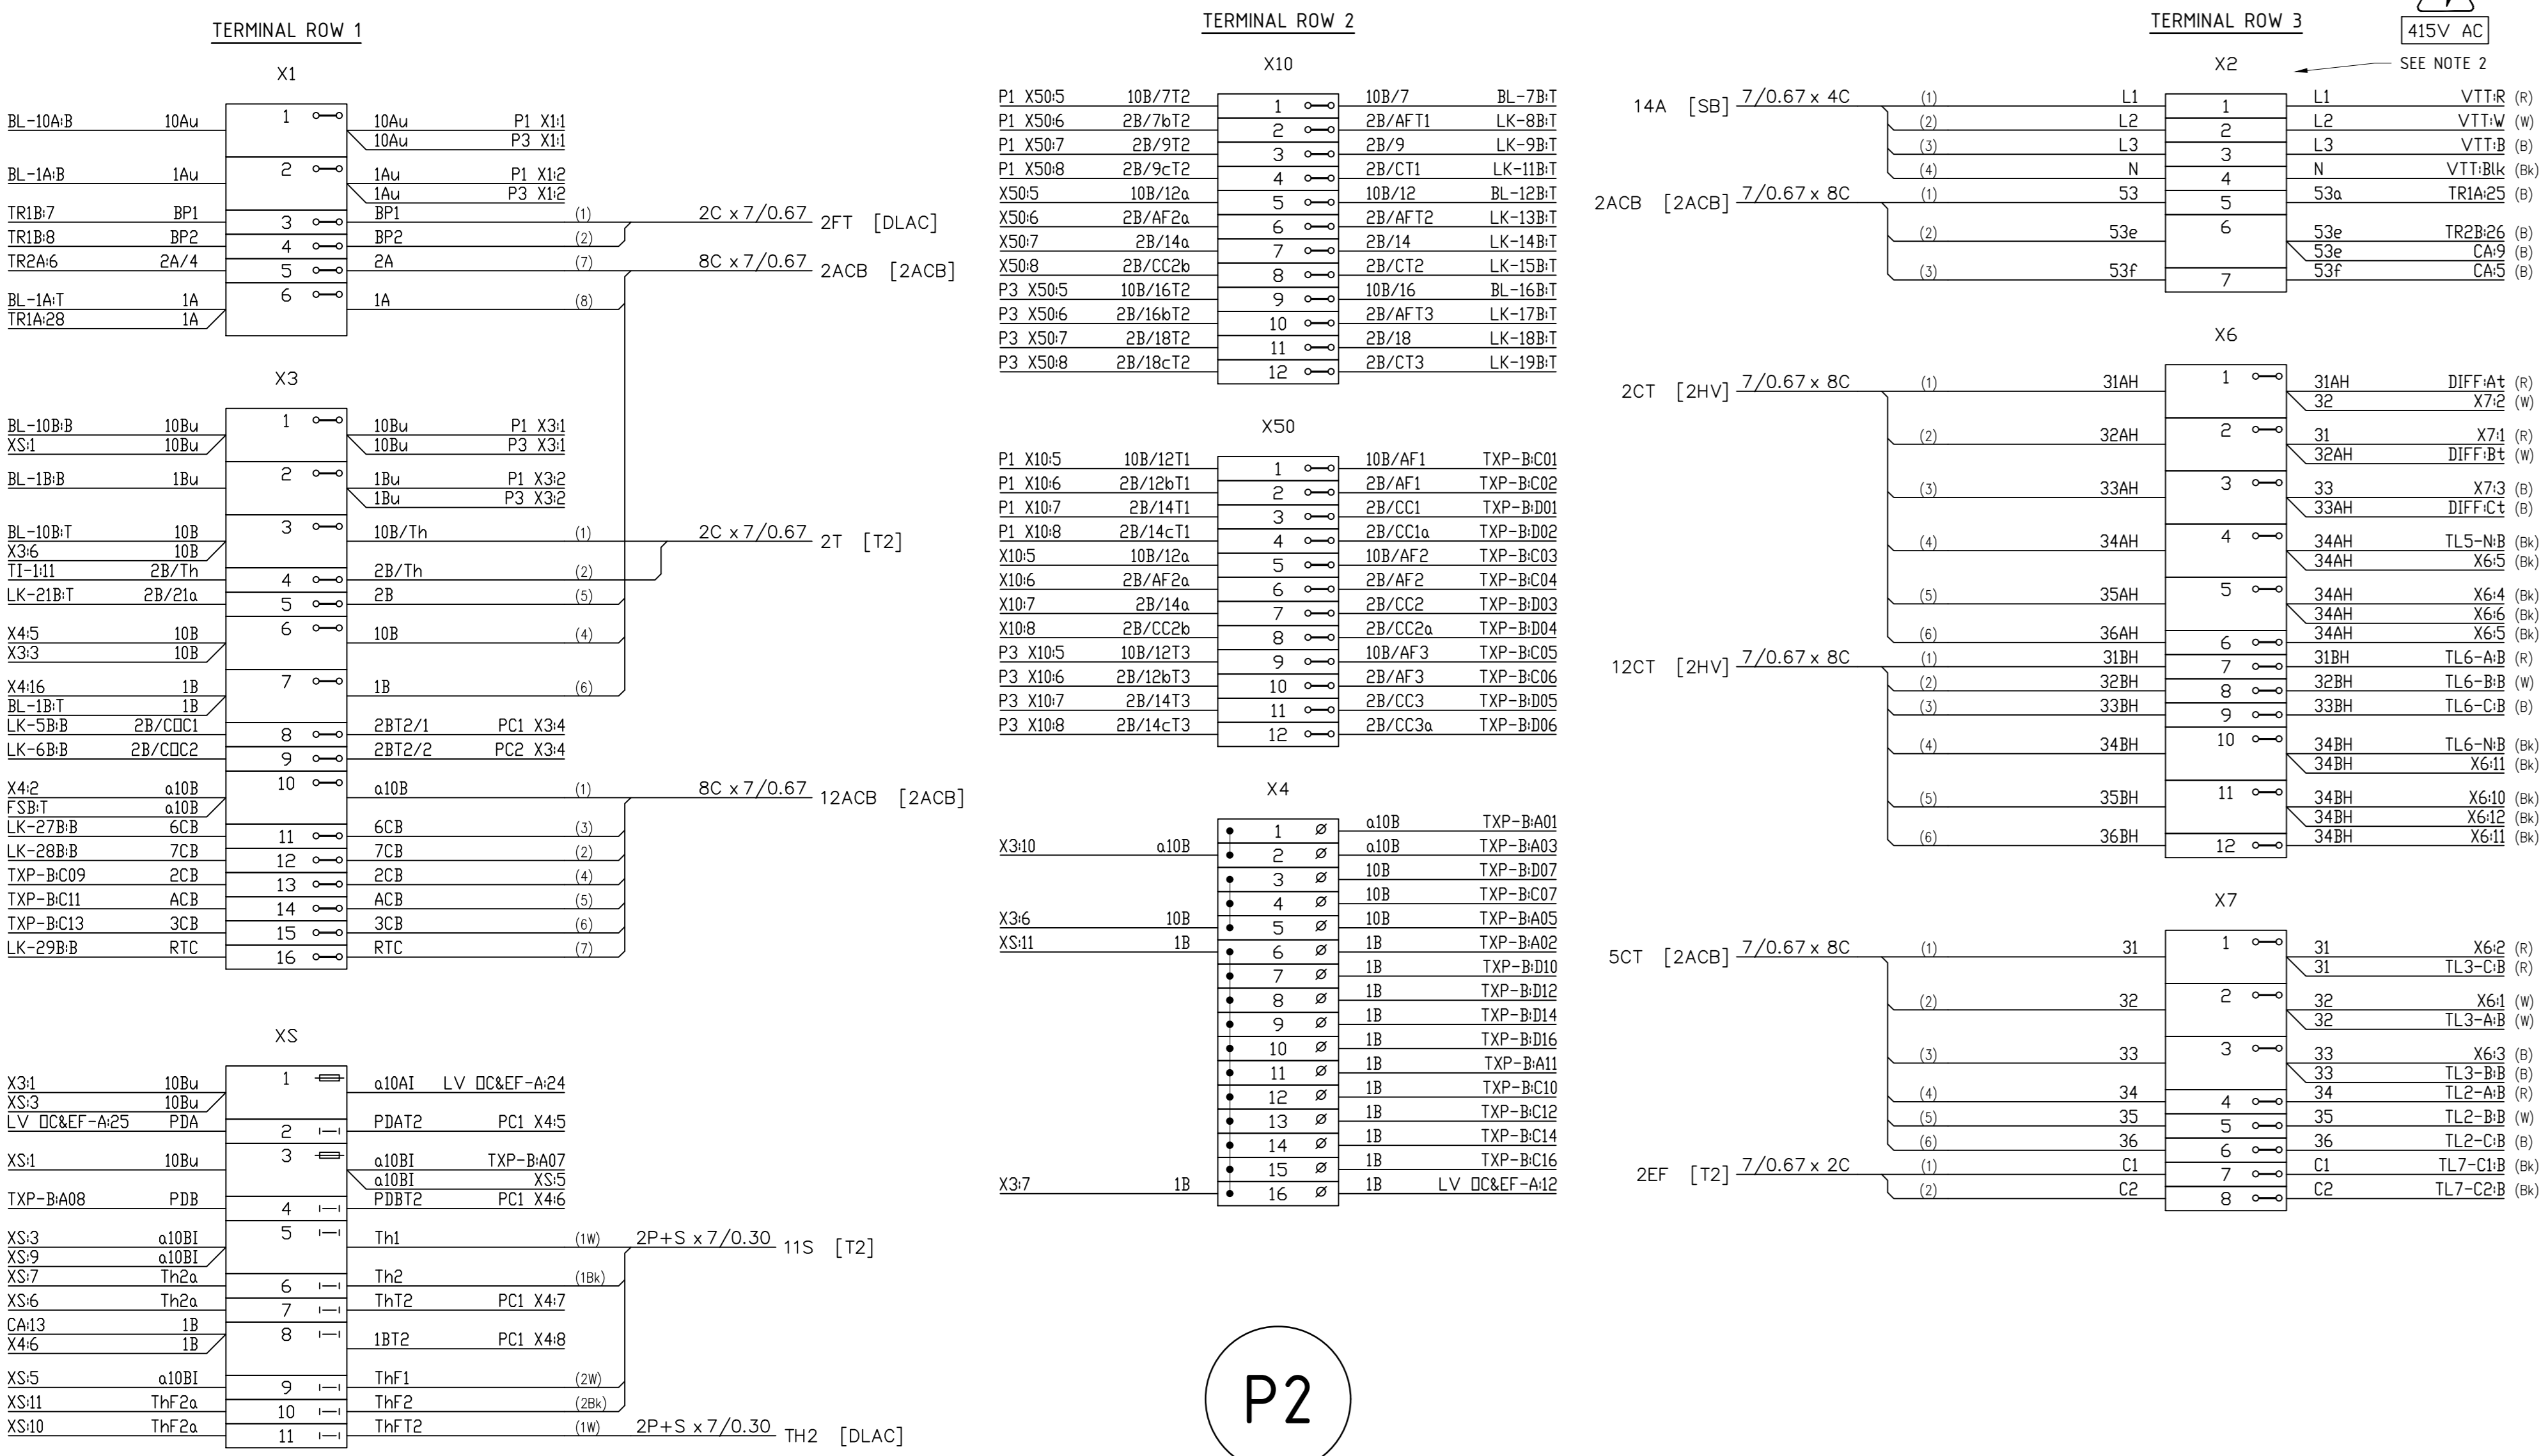 TERMINAL ROW 1
X1
BL-10A:B 10Au 1 10Au P1 X1:1
10Au P3 X1:1
BL-1A:B 1Au 2 1Au P1 X1:2
1Au P3 X1:2
TR1B:7 BP1 3 BP1 (1) 2C x 7/0.67 2FT [DLAC]
TR1B:8 BP2 4 BP2 (2)
TR2A:6 2A/4 5 2A (7) 8C x 7/0.67 2ACB [2ACB]
BL-1A:T 1A 6 1A (8)
TR1A:28 1A
X3
BL-10B:B 10Bu 1 10Bu P1 X3:1
XS:1 10Bu 10Bu P3 X3:1
BL-1B:B 1Bu 2 1Bu P1 X3:2
1Bu P3 X3:2
BL-10B:T 10B 3 10B/Th (1) 2C x 7/0.67 2T [T2]
X3:6 10B
TI-1:11 2B/Th 4 2B/Th (2)
LK-21B:T 2B/21a 5 2B (5)
X4:5 10B 6 10B (4)
X3:3 10B
X4:16 1B 7 1B (6)
BL-1B:T 1B
LK-5B:B 2B/COC1 8 2BT2/1 PC1 X3:4
LK-6B:B 2B/COC2 9 2BT2/2 PC2 X3:4
X4:2 a10B 10 a10B (1) 8C x 7/0.67 12ACB [2ACB]
FSB:T a10B
LK-27B:B 6CB 11 6CB (3)
LK-28B:B 7CB 12 7CB (2)
TXP-B:C09 2CB 13 2CB (4)
TXP-B:C11 ACB 14 ACB (5)
TXP-B:C13 3CB 15 3CB (6)
LK-29B:B RTC 16 RTC (7)
XS
X3:1 10Bu 1 a10AI LV OC&EF-A:24
XS:3 10Bu
LV OC&EF-A:25 PDA 2 PDAT2 PC1 X4:5
XS:1 10Bu 3 a10BI TXP-B:A07
a10BI XS:5
TXP-B:A08 PDB 4 PDBT2 PC1 X4:6
XS:3 a10BI 5 Th1 (1W) 2P+S x 7/0.30 11S [T2]
XS:9 a10BI
XS:7 Th2a 6 Th2 (1Bk)
XS:6 Th2a 7 ThT2 PC1 X4:7
CA:13 1B 8 1BT2 PC1 X4:8
X4:6 1B
XS:5 a10BI 9 ThF1 (2W)
XS:11 ThF2a 10 ThF2 (2Bk)
XS:10 ThF2a 11 ThFT2 (1W) 2P+S x 7/0.30 TH2 [DLAC]
TERMINAL ROW 2
X10
P1 X50:5 10B/7T2 1 10B/7 BL-7B:T
P1 X50:6 2B/7bT2 2 2B/AFT1 LK-8B:T
P1 X50:7 2B/9T2 3 2B/9 LK-9B:T
P1 X50:8 2B/9cT2 4 2B/CT1 LK-11B:T
X50:5 10B/12a 5 10B/12 BL-12B:T
X50:6 2B/AF2a 6 2B/AFT2 LK-13B:T
X50:7 2B/14a 7 2B/14 LK-14B:T
X50:8 2B/CC2b 8 2B/CT2 LK-15B:T
P3 X50:5 10B/16T2 9 10B/16 BL-16B:T
P3 X50:6 2B/16bT2 10 2B/AFT3 LK-17B:T
P3 X50:7 2B/18T2 11 2B/18 LK-18B:T
P3 X50:8 2B/18cT2 12 2B/CT3 LK-19B:T
X50
P1 X10:5 10B/12T1 1 10B/AF1 TXP-B:C01
P1 X10:6 2B/12bT1 2 2B/AF1 TXP-B:C02
P1 X10:7 2B/14T1 3 2B/CC1 TXP-B:D01
P1 X10:8 2B/14cT1 4 2B/CC1a TXP-B:D02
X10:5 10B/12a 5 10B/AF2 TXP-B:C03
X10:6 2B/AF2a 6 2B/AF2 TXP-B:C04
X10:7 2B/14a 7 2B/CC2 TXP-B:D03
X10:8 2B/CC2b 8 2B/CC2a TXP-B:D04
P3 X10:5 10B/12T3 9 10B/AF3 TXP-B:C05
P3 X10:6 2B/12bT3 10 2B/AF3 TXP-B:C06
P3 X10:7 2B/14T3 11 2B/CC3 TXP-B:D05
P3 X10:8 2B/14cT3 12 2B/CC3a TXP-B:D06
X4
1 a10B TXP-B:A01
X3:10 a10B 2 a10B TXP-B:A03
3 10B TXP-B:D07
4 10B TXP-B:C07
X3:6 10B 5 10B TXP-B:A05
XS:11 1B 6 1B TXP-B:A02
7 1B TXP-B:D10
8 1B TXP-B:D12
9 1B TXP-B:D14
10 1B TXP-B:D16
11 1B TXP-B:A11
12 1B TXP-B:C10
13 1B TXP-B:C12
14 1B TXP-B:C14
15 1B TXP-B:C16
X3:7 1B 16 1B LV OC&EF-A:12
P2
TERMINAL ROW 3
415V AC
X2 SEE NOTE 2
14A [SB] 7/0.67 x 4C (1) L1 1 L1 VTT:R (R)
(2) L2 2 L2 VTT:W (W)
(3) L3 3 L3 VTT:B (B)
(4) N 4 N VTT:Blk (Bk)
2ACB [2ACB] 7/0.67 x 8C (1) 53 5 53a TR1A:25 (B)
(2) 53e 6 53e TR2B:26 (B)
53e CA:9 (B)
(3) 53f 7 53f CA:5 (B)
X6
2CT [2HV] 7/0.67 x 8C (1) 31AH 1 31AH DIFF:At (R)
32 X7:2 (W)
(2) 32AH 2 31 X7:1 (R)
32AH DIFF:Bt (W)
(3) 33AH 3 33 X7:3 (B)
33AH DIFF:Ct (B)
(4) 34AH 4 34AH TL5-N:B (Bk)
34AH X6:5 (Bk)
(5) 35AH 5 34AH X6:4 (Bk)
34AH X6:6 (Bk)
(6) 36AH 6 34AH X6:5 (Bk)
12CT [2HV] 7/0.67 x 8C (1) 31BH 7 31BH TL6-A:B (R)
(2) 32BH 8 32BH TL6-B:B (W)
(3) 33BH 9 33BH TL6-C:B (B)
(4) 34BH 10 34BH TL6-N:B (Bk)
34BH X6:11 (Bk)
(5) 35BH 11 34BH X6:10 (Bk)
34BH X6:12 (Bk)
(6) 36BH 12 34BH X6:11 (Bk)
X7
5CT [2ACB] 7/0.67 x 8C (1) 31 1 31 X6:2 (R)
31 TL3-C:B (R)
(2) 32 2 32 X6:1 (W)
32 TL3-A:B (W)
(3) 33 3 33 X6:3 (B)
33 TL3-B:B (B)
(4) 34 4 34 TL2-A:B (R)
(5) 35 5 35 TL2-B:B (W)
(6) 36 6 36 TL2-C:B (B)
2EF [T2] 7/0.67 x 2C (1) C1 7 C1 TL7-C1:B (Bk)
(2) C2 8 C2 TL7-C2:B (Bk)